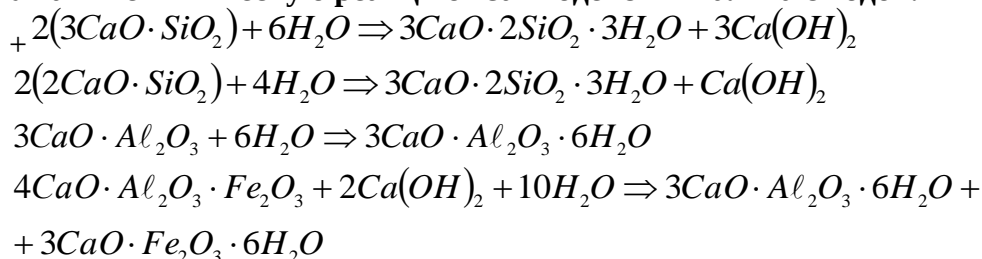 + 2(3CaO·SiO₂)+6H₂O⇒3CaO·2SiO₂·3H₂O+3Ca(OH)₂
2(2CaO·SiO₂)+4H₂O⇒3CaO·2SiO₂·3H₂O+Ca(OH)₂
3CaO·Aℓ₂O₃+6H₂O⇒3CaO·Aℓ₂O₃·6H₂O
4CaO·Aℓ₂O₃·Fe₂O₃+2Ca(OH)₂+10H₂O⇒3CaO·Aℓ₂O₃·6H₂O+
+3CaO·Fe₂O₃·6H₂O